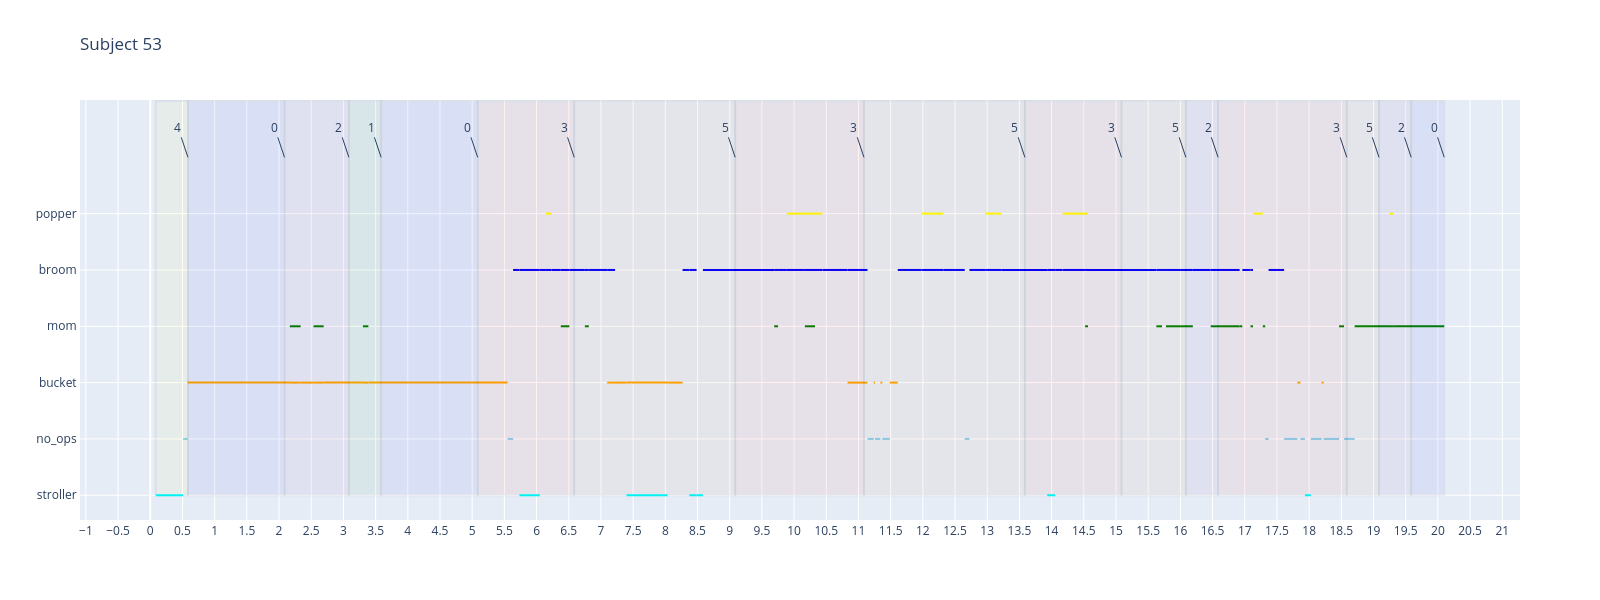 Subject 53
4 0 2 1 0 3 5 3 5 3 5 2 3 5 2 0
popper
broom
mom
bucket
no_ops
stroller
−1 −0.5 0 0.5 1 1.5 2 2.5 3 3.5 4 4.5 5 5.5 6 6.5 7 7.5 8 8.5 9 9.5 10 10.5 11 11.5 12 12.5 13 13.5 14 14.5 15 15.5 16 16.5 17 17.5 18 18.5 19 19.5 20 20.5 21